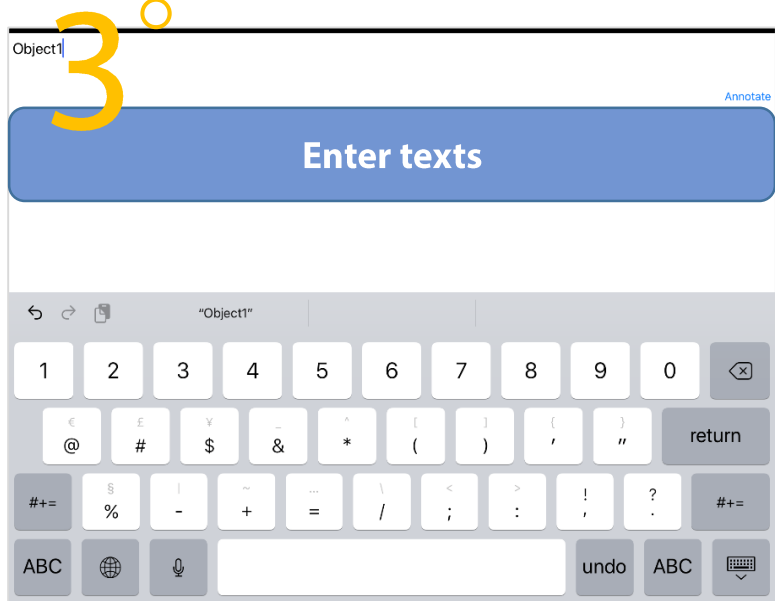 3°
Object1
Annotate
Enter texts
“Object1”
1 2 3 4 5 6 7 8 9 0
€ £ ¥ _ ^ [ ] { }
@ # $ & * ( ) ' " return
§ | ~ … \ < > ! ?
#+= % - + = / ; : , . #+=
ABC undo ABC